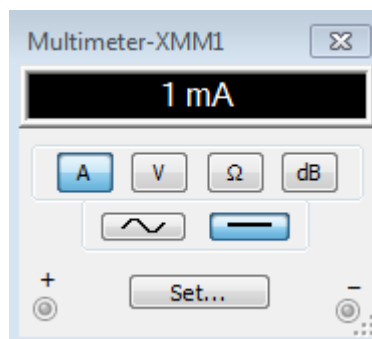 Multimeter-XMM1
1 mA
A V Ω dB
+ Set... −